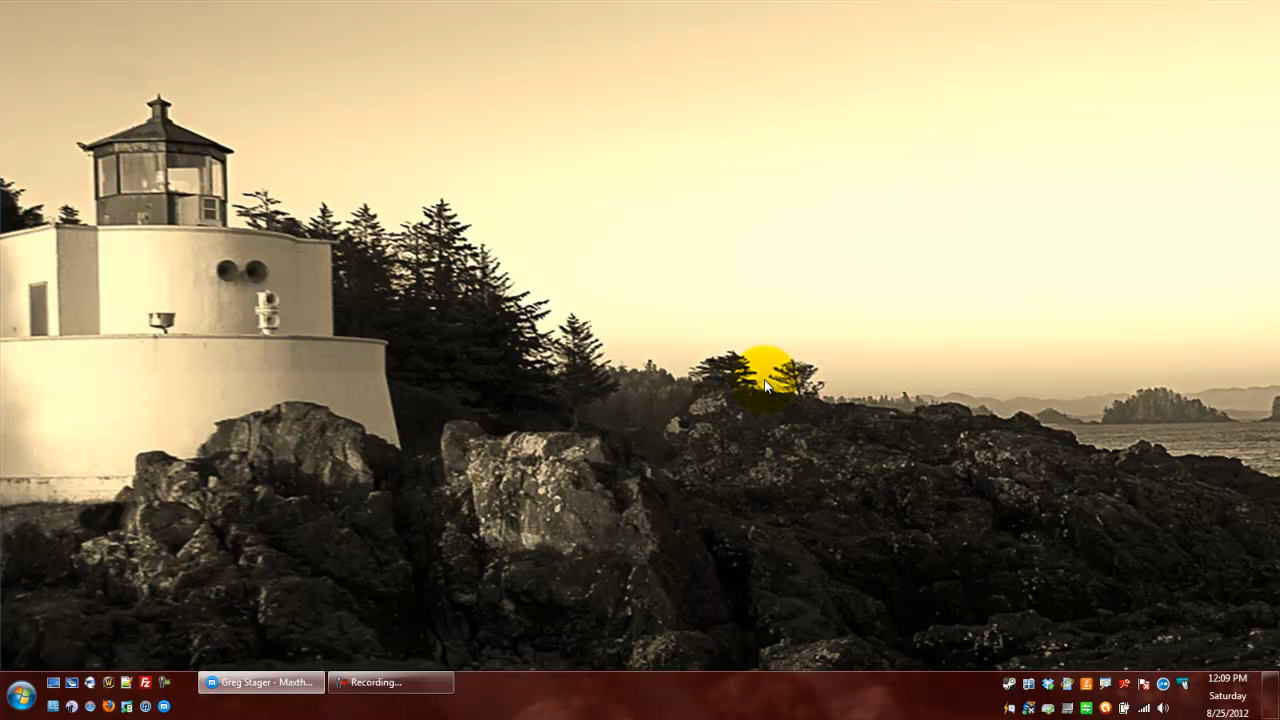 Greg Stager - Maxth...
Recording...
12:09 PM
Saturday
8/25/2012